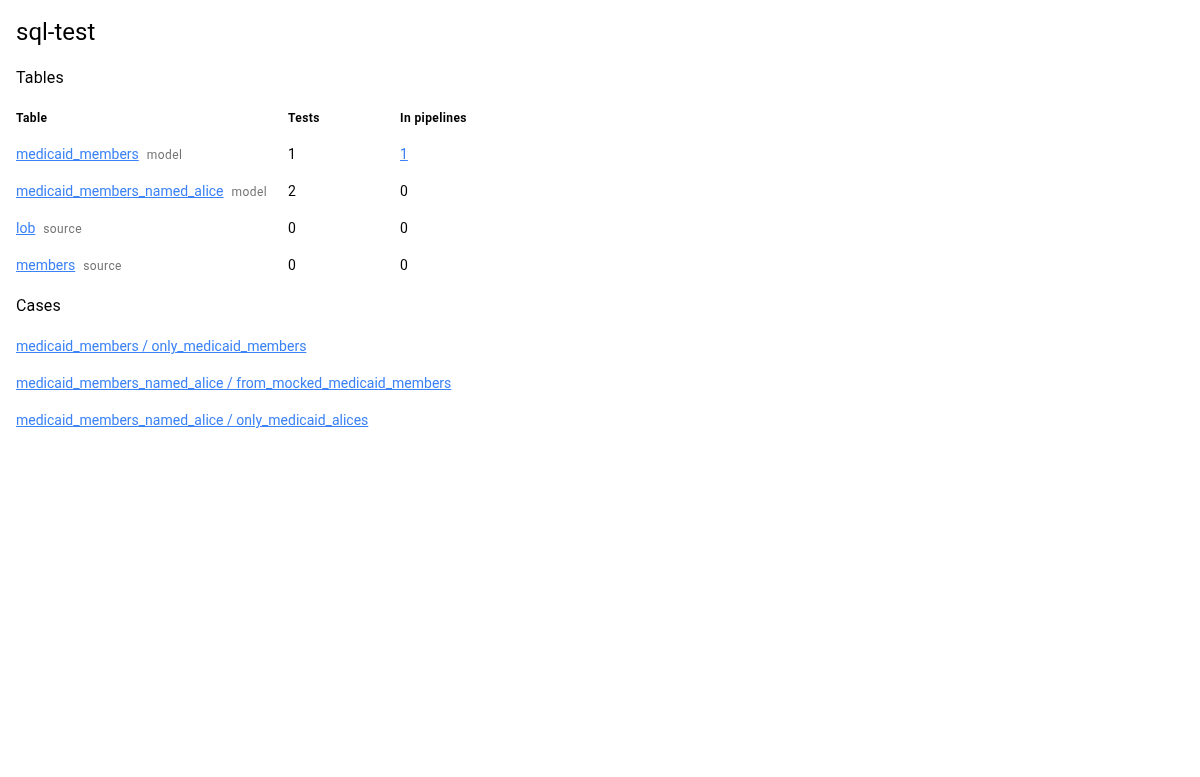 sql-test
Tables
Table Tests In pipelines
medicaid_members model 1 1
medicaid_members_named_alice model 2 0
lob source 0 0
members source 0 0
Cases
medicaid_members / only_medicaid_members
medicaid_members_named_alice / from_mocked_medicaid_members
medicaid_members_named_alice / only_medicaid_alices